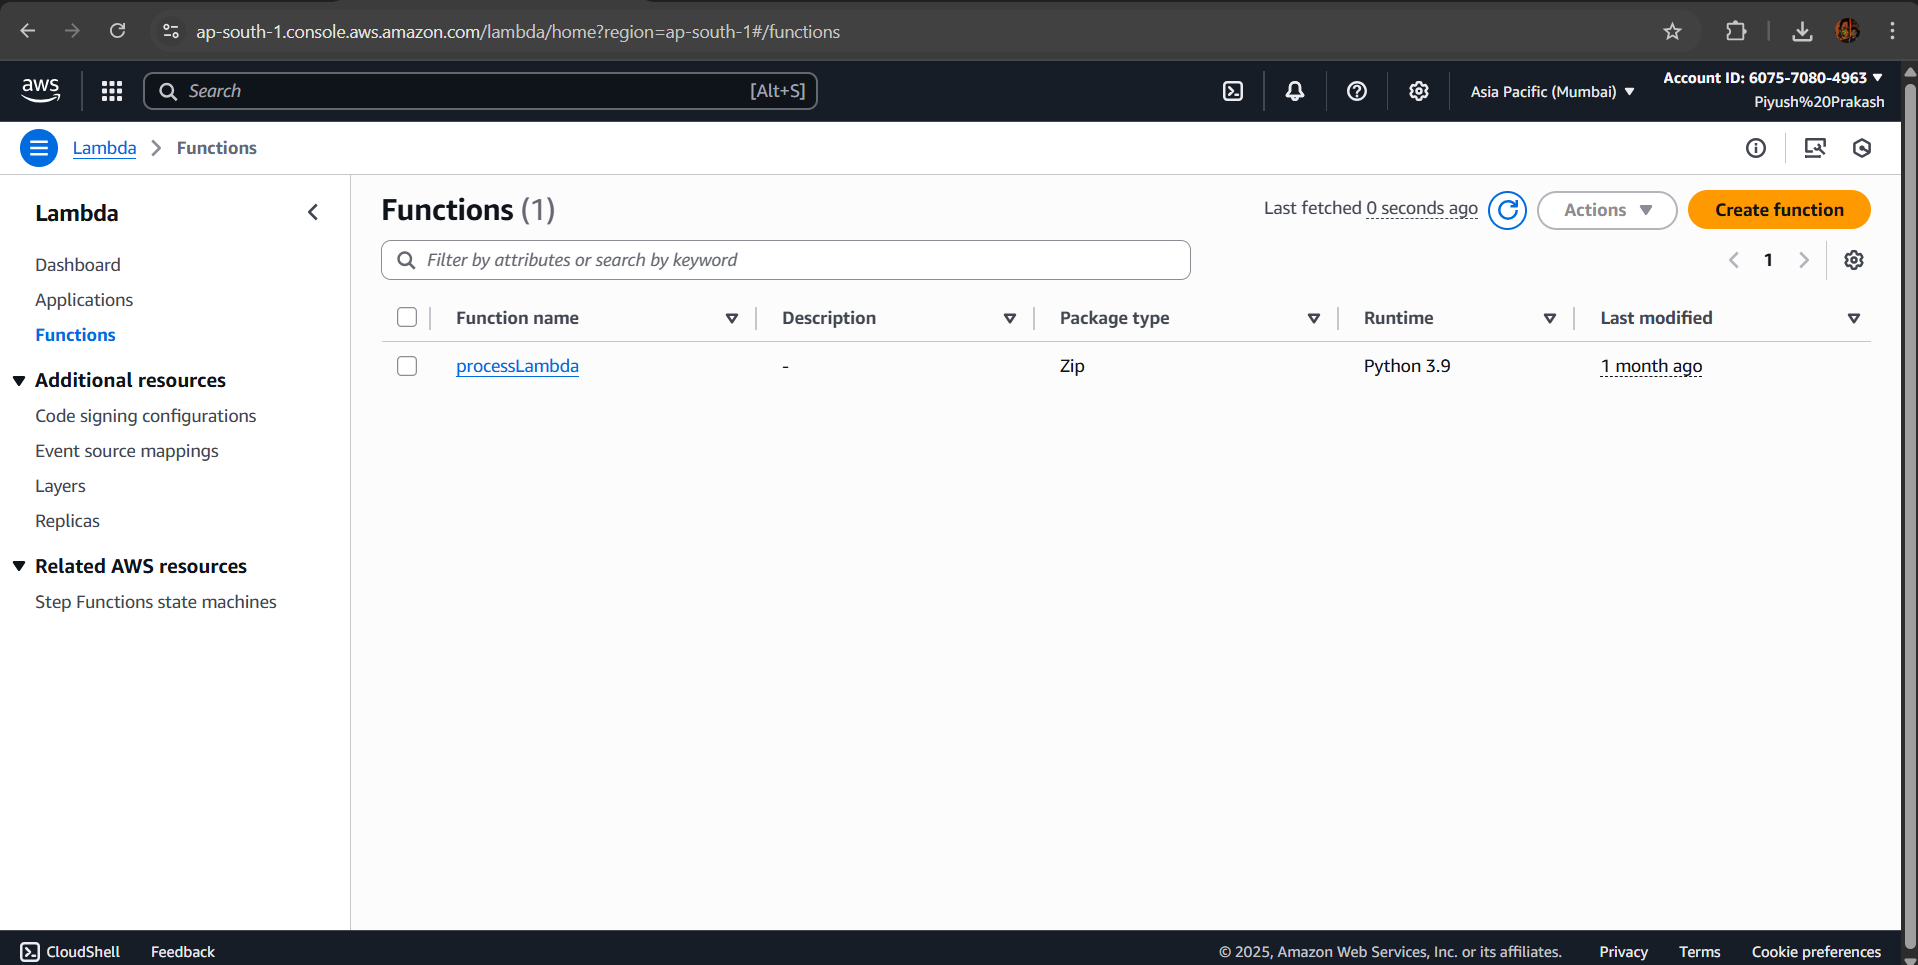 ap-south-1.console.aws.amazon.com/lambda/home?region=ap-south-1#/functions
aws
Search [Alt+S]
Asia Pacific (Mumbai)
Account ID: 6075-7080-4963
Piyush%20Prakash
Lambda Functions
Lambda
Dashboard
Applications
Functions
Additional resources
Code signing configurations
Event source mappings
Layers
Replicas
Related AWS resources
Step Functions state machines
Functions (1)
Last fetched 0 seconds ago
Actions
Create function
Filter by attributes or search by keyword
1
Function name Description Package type Runtime Last modified
processLambda - Zip Python 3.9 1 month ago
CloudShell Feedback © 2025, Amazon Web Services, Inc. or its affiliates. Privacy Terms Cookie preferences